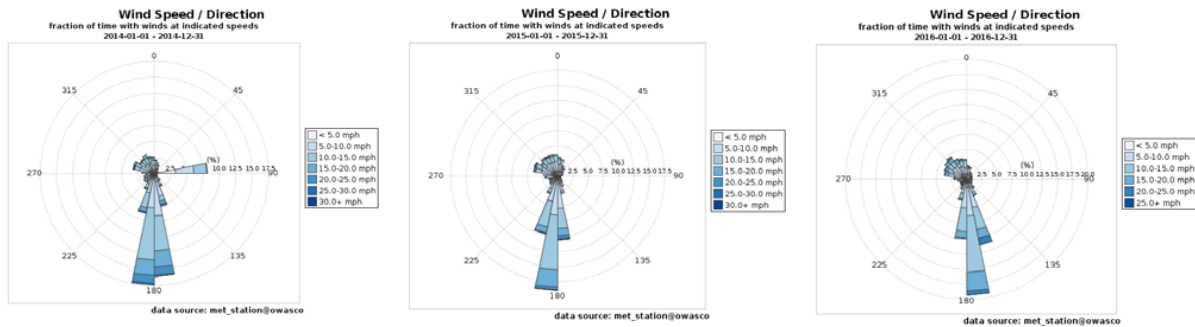 Wind Speed / Direction
fraction of time with winds at indicated speeds
2014-01-01 - 2014-12-31
0
315
45
(%)
2.5 10.0 12.5 15.0 17.5
270
90
225
135
180
< 5.0 mph
5.0-10.0 mph
10.0-15.0 mph
15.0-20.0 mph
20.0-25.0 mph
25.0-30.0 mph
30.0+ mph
data source: met_station@owasco
Wind Speed / Direction
fraction of time with winds at indicated speeds
2015-01-01 - 2015-12-31
0
315
45
(%)
2.5 5.0 7.5 10.0 12.5 15.0 17.5
270
90
225
135
180
< 5.0 mph
5.0-10.0 mph
10.0-15.0 mph
15.0-20.0 mph
20.0-25.0 mph
25.0-30.0 mph
30.0+ mph
data source: met_station@owasco
Wind Speed / Direction
fraction of time with winds at indicated speeds
2016-01-01 - 2016-12-31
0
315
45
(%)
2.5 5.0 7.5 10.0 12.5 15.0 17.5 20.0
270
90
225
135
180
< 5.0 mph
5.0-10.0 mph
10.0-15.0 mph
15.0-20.0 mph
20.0-25.0 mph
25.0+ mph
data source: met_station@owasco